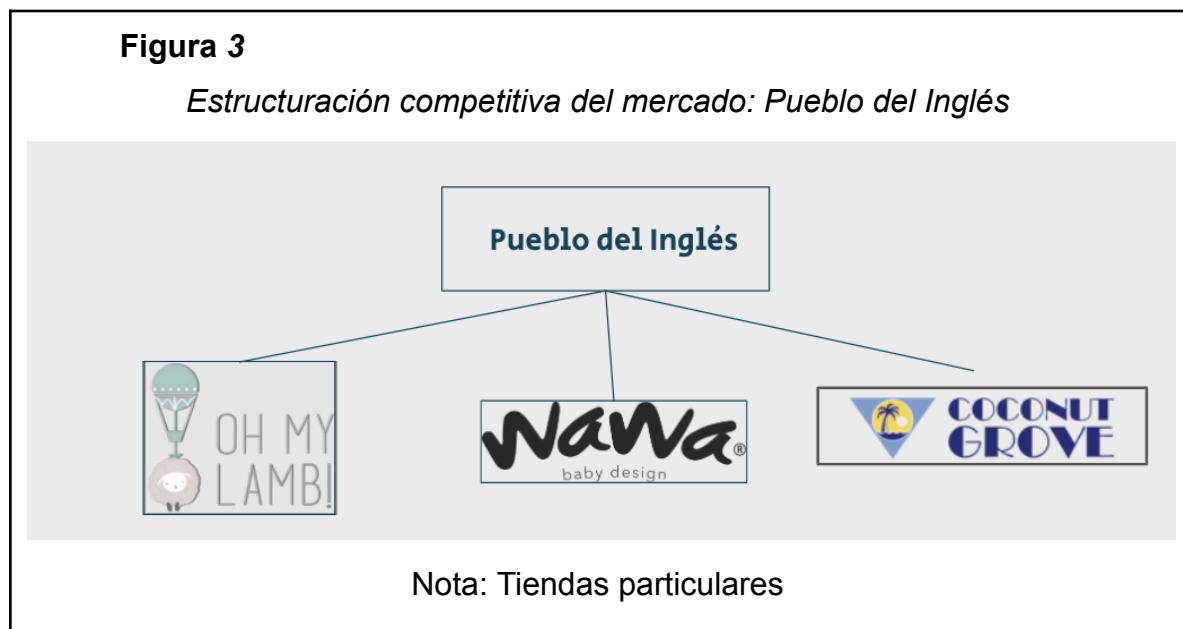 Figura 3
Estructuración competitiva del mercado: Pueblo del Inglés
Pueblo del Inglés
OH MY
LAMB!
WaWa®
baby design
COCONUT
GROVE
Nota: Tiendas particulares